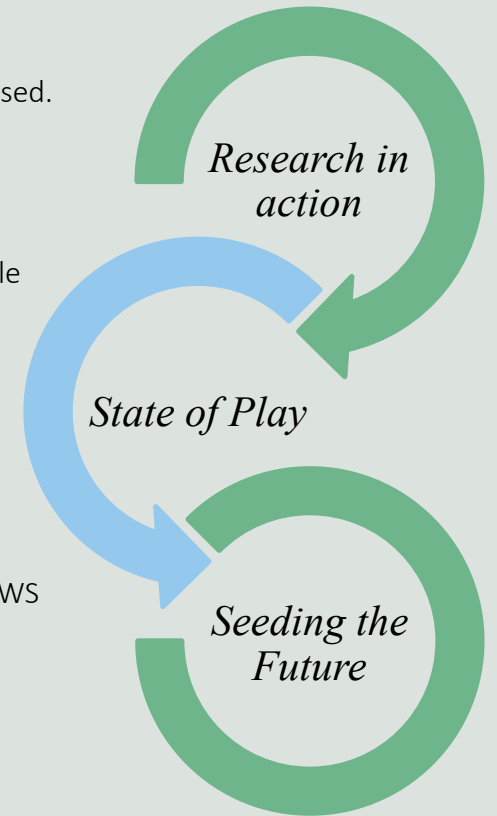 sed.
Research in
action
le
State of Play
WS
Seeding the
Future